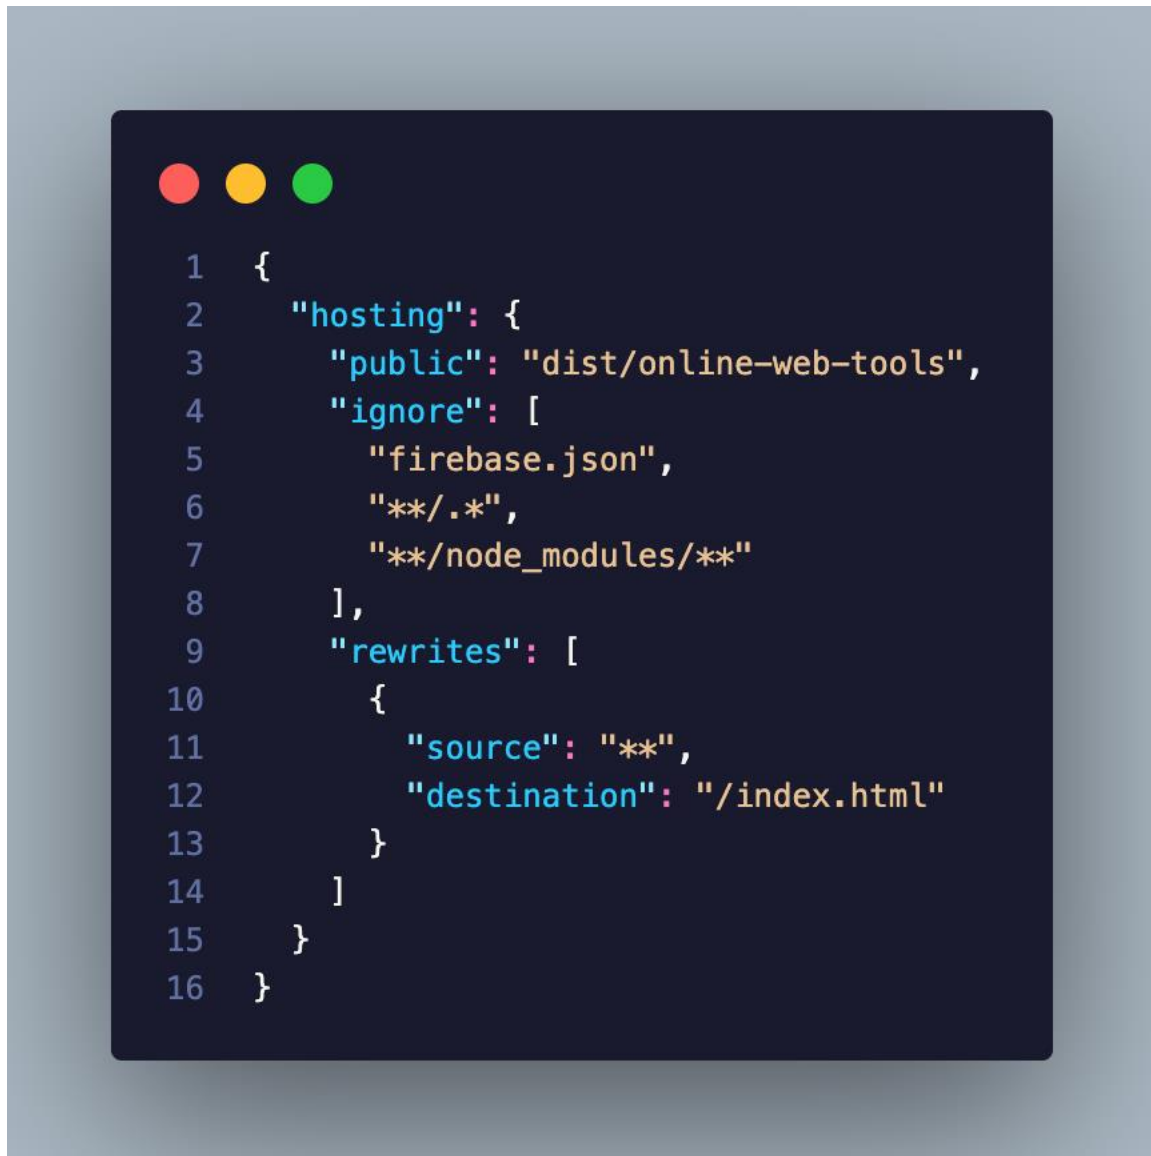 1 {
2   "hosting": {
3     "public": "dist/online-web-tools",
4     "ignore": [
5       "firebase.json",
6       "**/.*",
7       "**/node_modules/**"
8     ],
9     "rewrites": [
10       {
11         "source": "**",
12         "destination": "/index.html"
13       }
14     ]
15   }
16 }